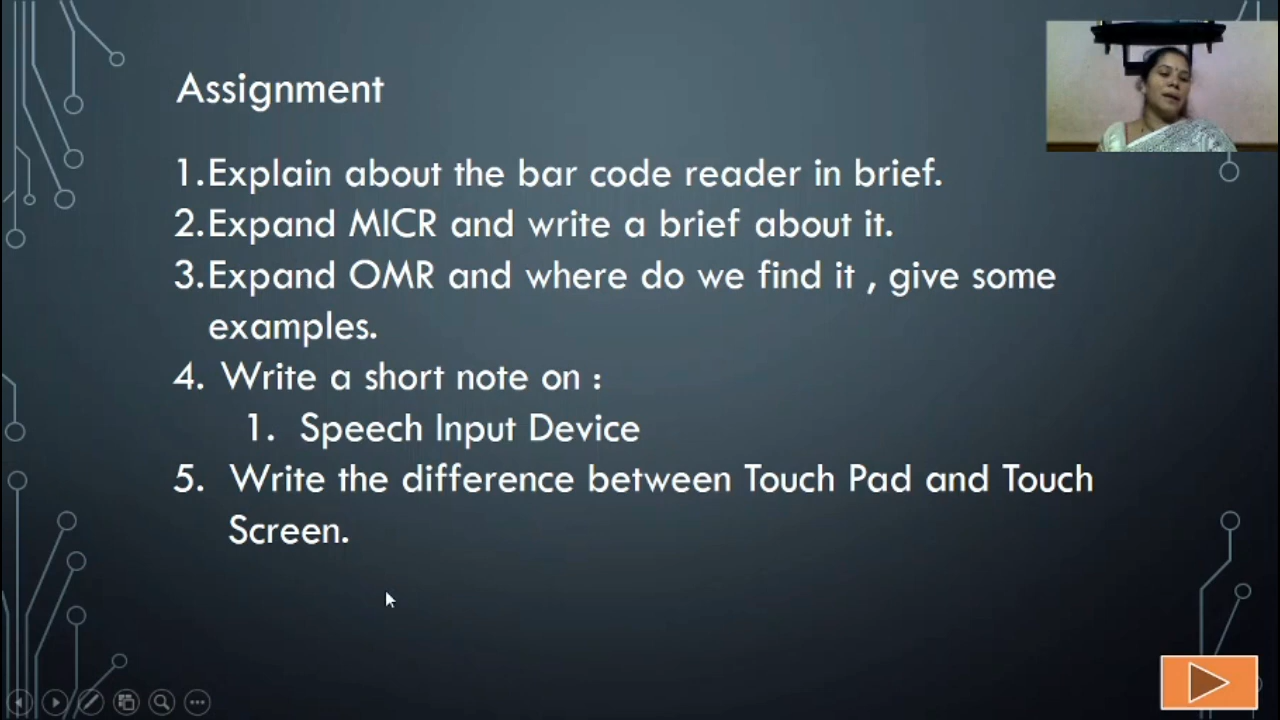 Assignment
1.Explain about the bar code reader in brief.
2.Expand MICR and write a brief about it.
3.Expand OMR and where do we find it , give some
examples.
4. Write a short note on :
1. Speech Input Device
5. Write the difference between Touch Pad and Touch
Screen.